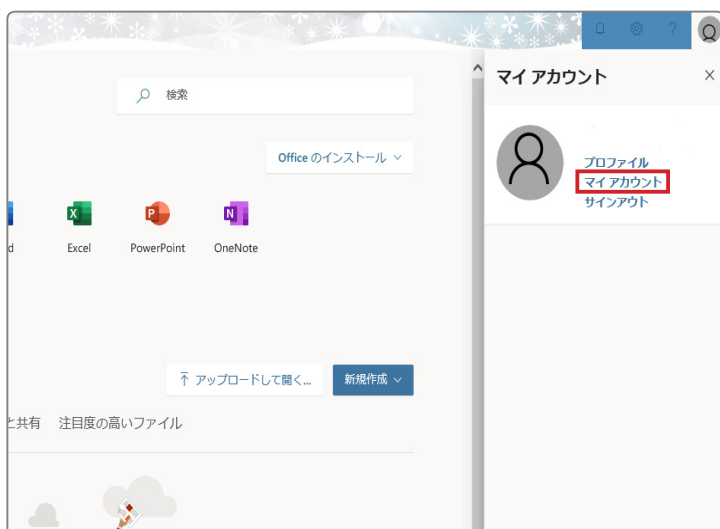 マイ アカウント
検索
Office のインストール
プロファイル
マイ アカウント
サインアウト
d
Excel
PowerPoint
OneNote
アップロードして開く...
新規作成
と共有
注目度の高いファイル